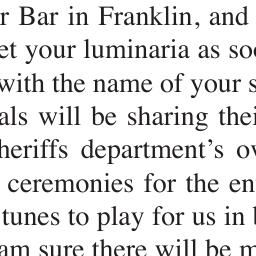 r Bar in Franklin, and
et your luminaria as soo
with the name of your s
als will be sharing thei
heriffs department's ov
ceremonies for the en
tunes to play for us in b
am sure there will be m